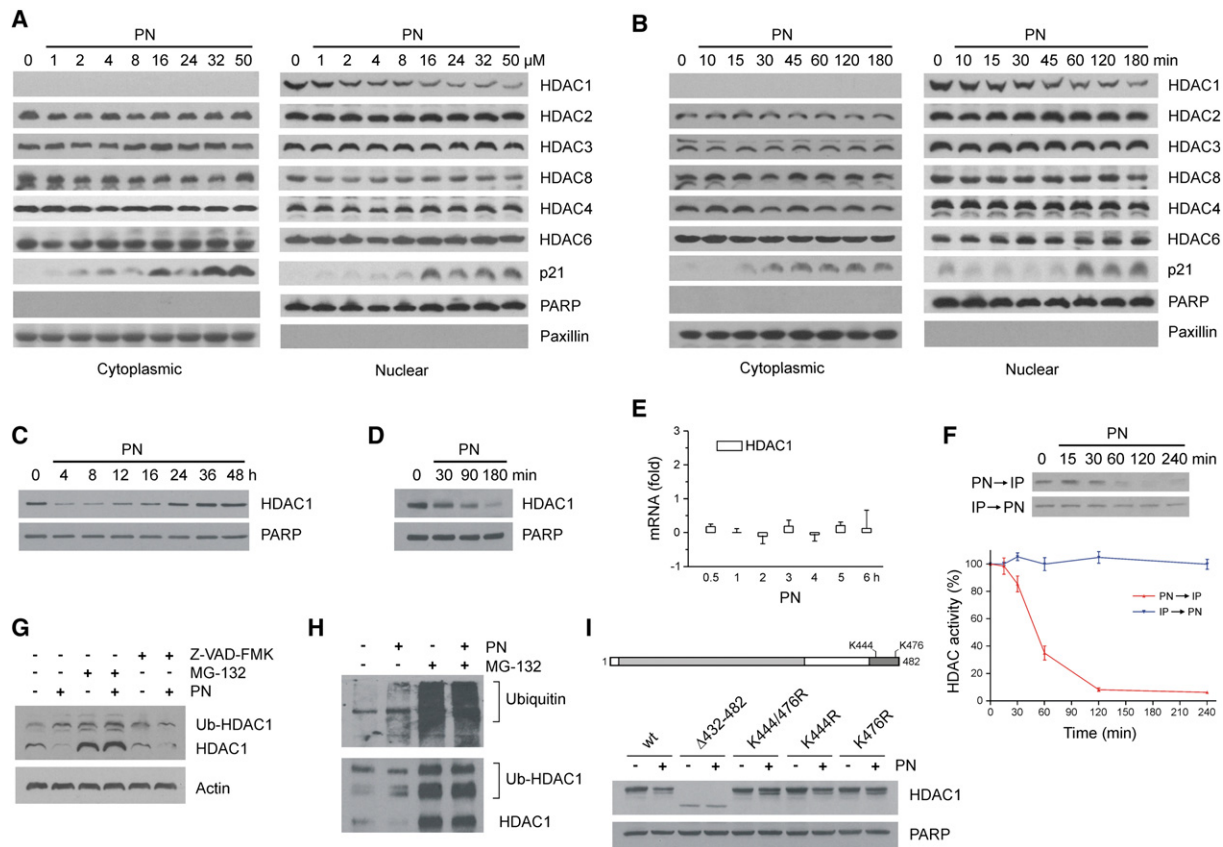 A
PN
0 1 2 4 8 16 24 32 50
PN
0 1 2 4 8 16 24 32 50 µM
HDAC1
HDAC2
HDAC3
HDAC8
HDAC4
HDAC6
p21
PARP
Paxillin
Cytoplasmic
Nuclear
B
PN
0 10 15 30 45 60 120 180
PN
0 10 15 30 45 60 120 180 min
HDAC1
HDAC2
HDAC3
HDAC8
HDAC4
HDAC6
p21
PARP
Paxillin
Cytoplasmic
Nuclear
C
PN
0 4 8 12 16 24 36 48 h
HDAC1
PARP
D
PN
0 30 90 180 min
HDAC1
PARP
E
HDAC1
mRNA (fold)
3
2
1
0
-1
0.5 1 2 3 4 5 6 h
PN
F
PN
0 15 30 60 120 240 min
PN→IP
IP→PN
HDAC activity (%)
100
80
60
40
20
0
PN → IP
IP → PN
0 30 60 90 120 150 180 210 240
Time (min)
G
- - - - + + Z-VAD-FMK
- - + + - - MG-132
- + - + - + PN
Ub-HDAC1
HDAC1
Actin
H
- + - + PN
- - + + MG-132
Ubiquitin
Ub-HDAC1
HDAC1
I
K444 K476
1 482
wt Δ432-482 K444/476R K444R K476R
- + - + - + - + - + PN
HDAC1
PARP